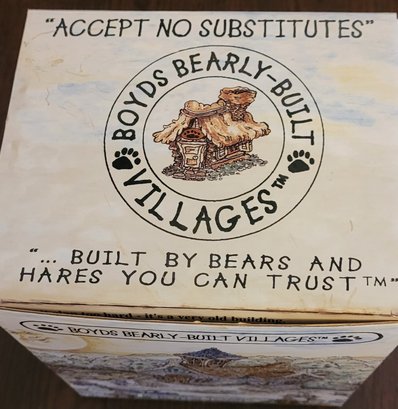 "ACCEPT NO SUBSTITUTES"
BOYDS BEARLY-BUILT
VILLAGES™
"... BUILT BY BEARS AND
HARES YOU CAN TRUST™"
hard - it's a very old building.
BOYDS BEARLY-BUILT VILLAGES™